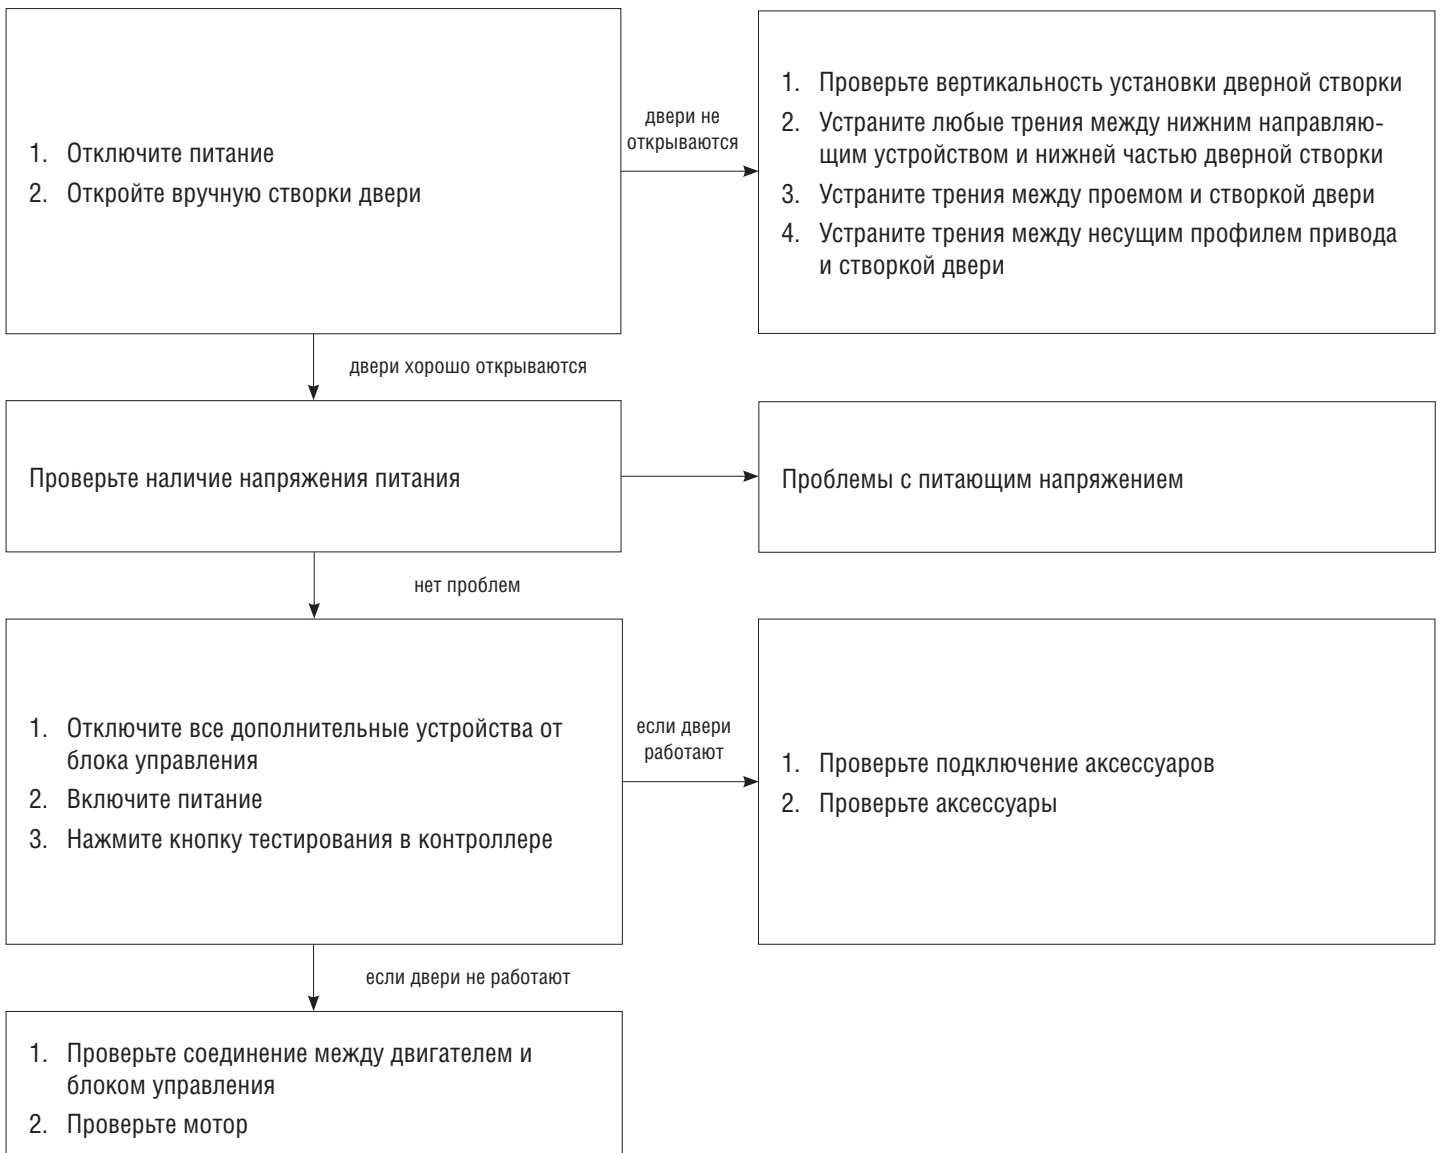 1. Отключите питание
2. Откройте вручную створки двери
двери не
открываются
1. Проверьте вертикальность установки дверной створки
2. Устраните любые трения между нижним направляю-
щим устройством и нижней частью дверной створки
3. Устраните трения между проемом и створкой двери
4. Устраните трения между несущим профилем привода
и створкой двери
двери хорошо открываются
Проверьте наличие напряжения питания
Проблемы с питающим напряжением
нет проблем
1. Отключите все дополнительные устройства от
блока управления
2. Включите питание
3. Нажмите кнопку тестирования в контроллере
если двери
работают
1. Проверьте подключение аксессуаров
2. Проверьте аксессуары
если двери не работают
1. Проверьте соединение между двигателем и
блоком управления
2. Проверьте мотор